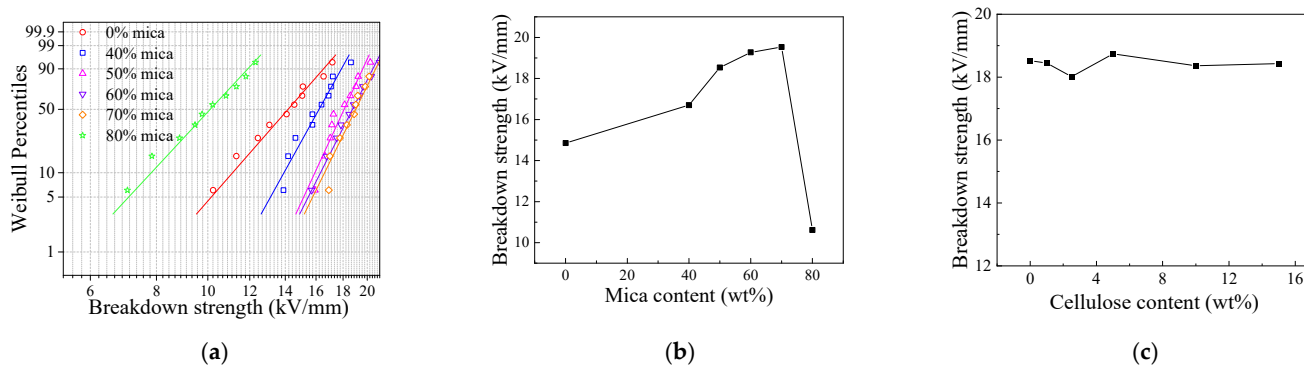 99.9
99
90
50
10
5
1
Weibull Percentiles
0% mica
40% mica
50% mica
60% mica
70% mica
80% mica
6 8 10 12 14 16 18 20
Breakdown strength (kV/mm)
(a)
20
18
16
14
12
10
Breakdown strength (kV/mm)
0 20 40 60 80
Mica content (wt%)
(b)
20
18
16
14
12
Breakdown strength (kV/mm)
0 4 8 12 16
Cellulose content (wt%)
(c)